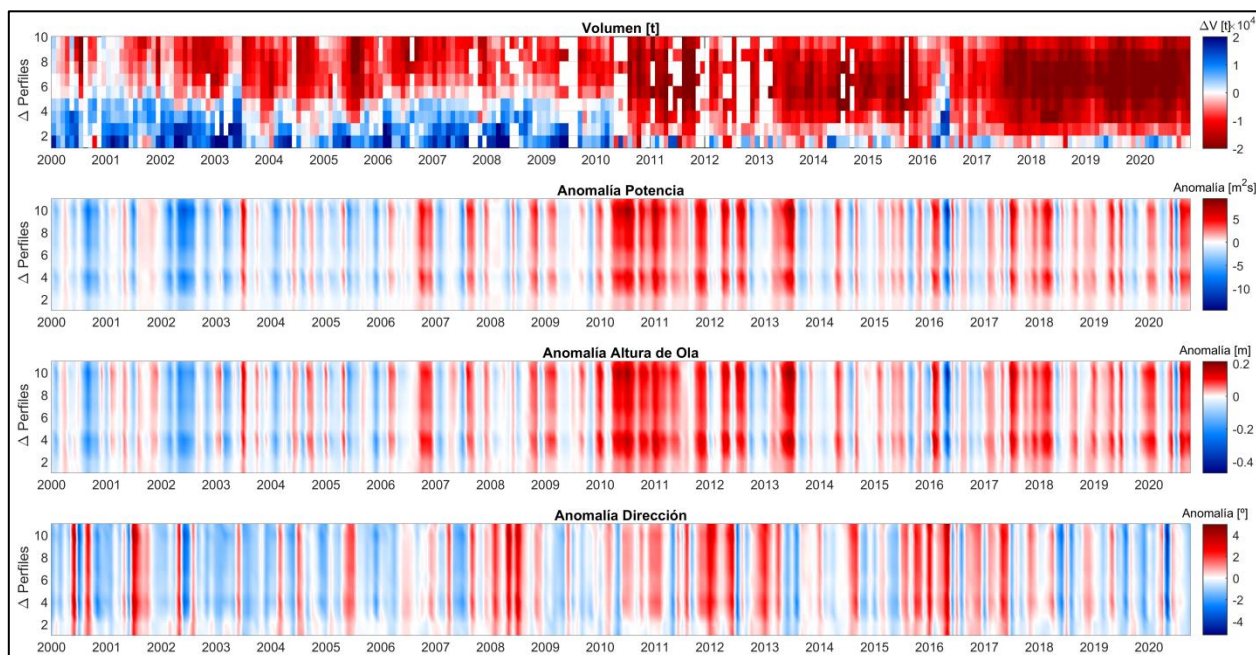 Volumen [t]
ΔV [t]×10⁴
Δ Perfiles
10
8
6
4
2
2
1
0
-1
-2
2000 2001 2002 2003 2004 2005 2006 2007 2008 2009 2010 2011 2012 2013 2014 2015 2016 2017 2018 2019 2020
Anomalía Potencia
Anomalía [m²s]
Δ Perfiles
10
8
6
4
2
5
0
-5
-10
2000 2001 2002 2003 2004 2005 2006 2007 2008 2009 2010 2011 2012 2013 2014 2015 2016 2017 2018 2019 2020
Anomalía Altura de Ola
Anomalía [m]
Δ Perfiles
10
8
6
4
2
0.2
0
-0.2
-0.4
2000 2001 2002 2003 2004 2005 2006 2007 2008 2009 2010 2011 2012 2013 2014 2015 2016 2017 2018 2019 2020
Anomalía Dirección
Anomalía [º]
Δ Perfiles
10
8
6
4
2
4
2
0
-2
-4
2000 2001 2002 2003 2004 2005 2006 2007 2008 2009 2010 2011 2012 2013 2014 2015 2016 2017 2018 2019 2020